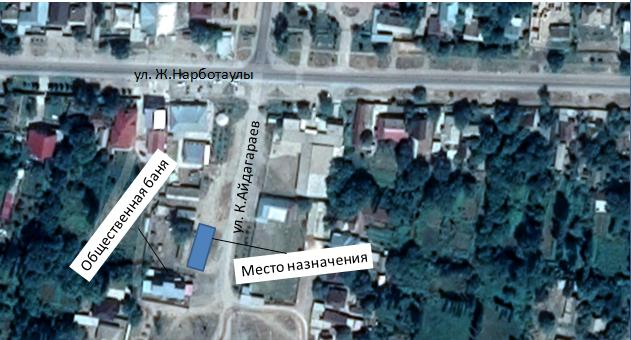 ул. Ж.Нарботаулы
ул. К.Айдагараев
Общественная баня
Место назначения